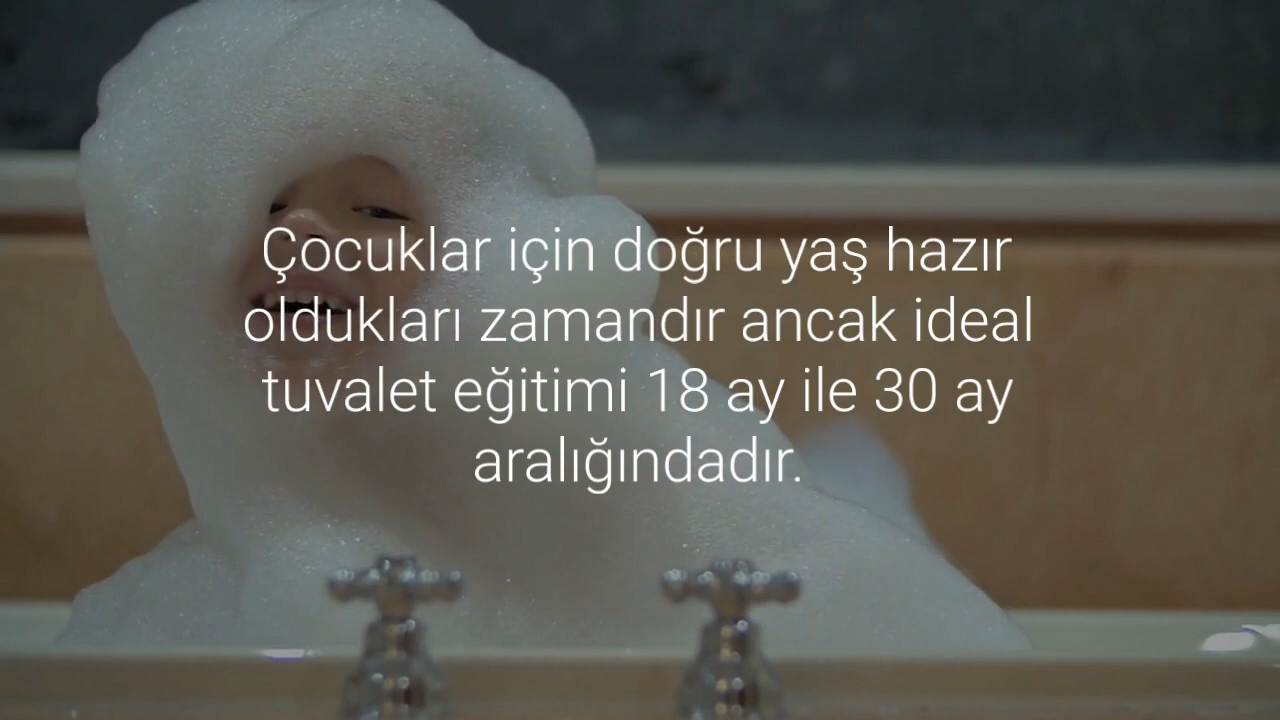 Çocuklar için doğru yaş hazır
oldukları zamandır ancak ideal
tuvalet eğitimi 18 ay ile 30 ay
aralığındadır.